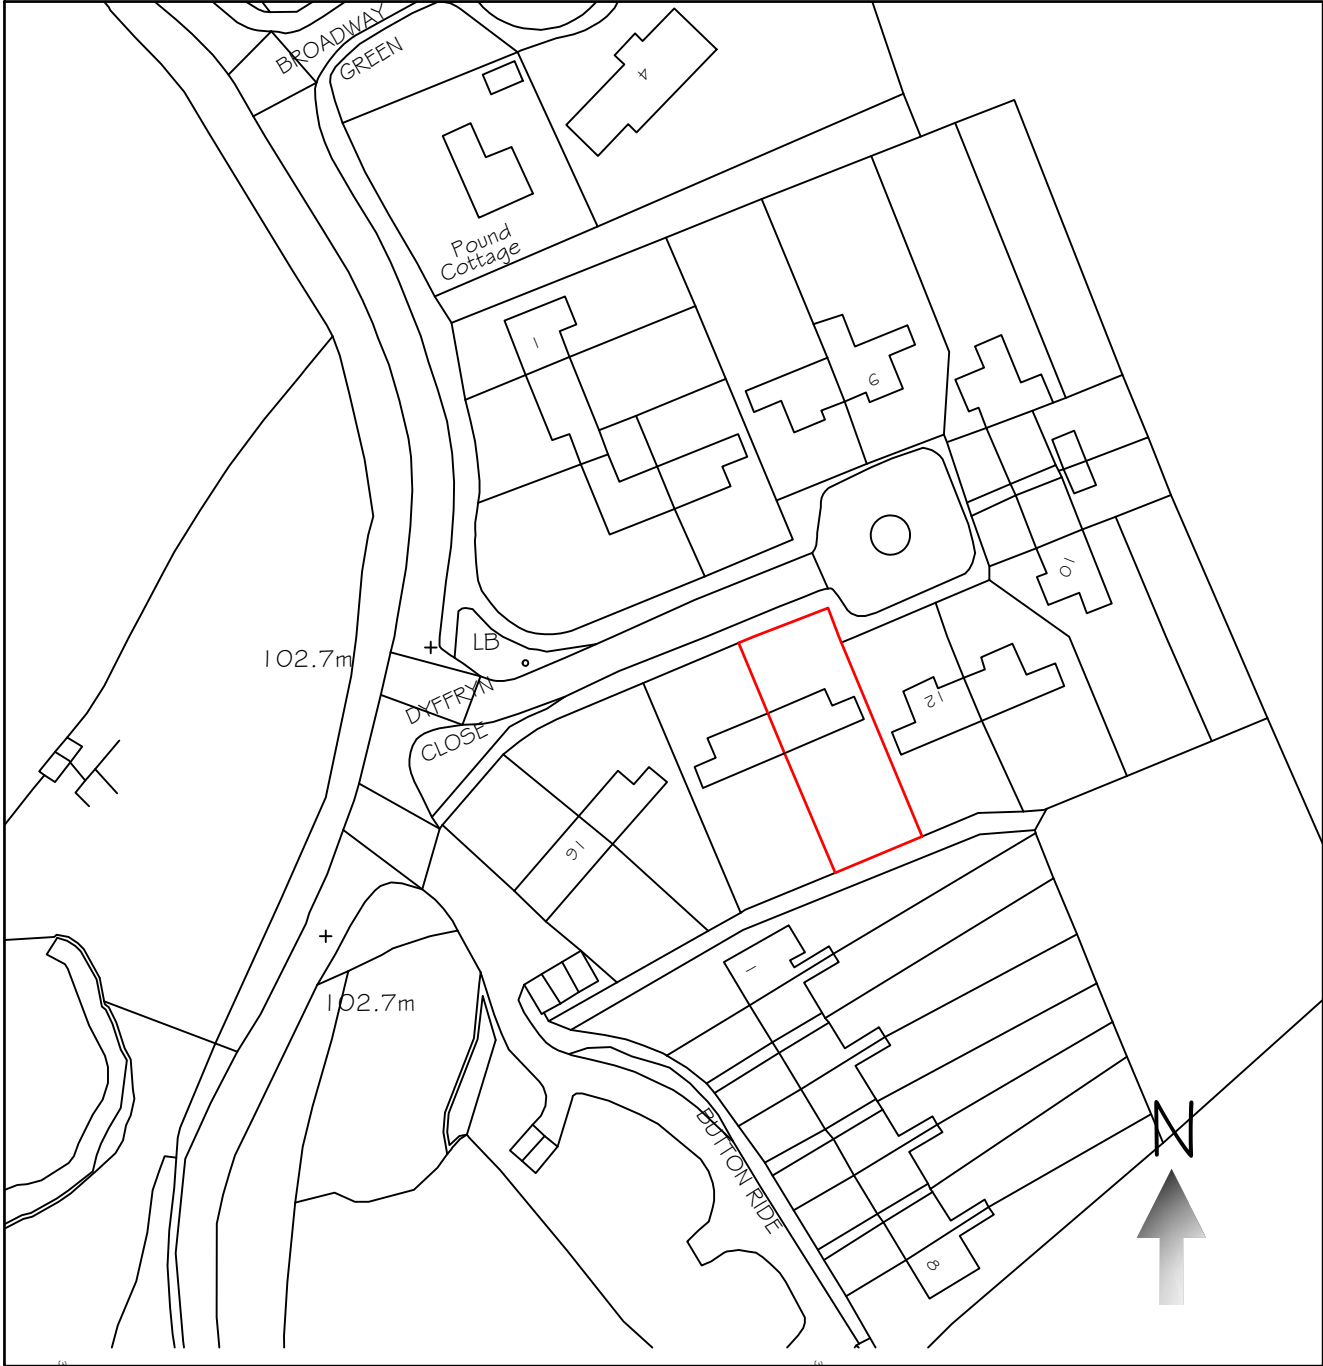 BROADWAY
GREEN
4
Pound
Cottage
1
6
10
LB
102.7m
DYFFRYN
CLOSE
12
16
1
102.7m
BUTTON RIDE
8
N